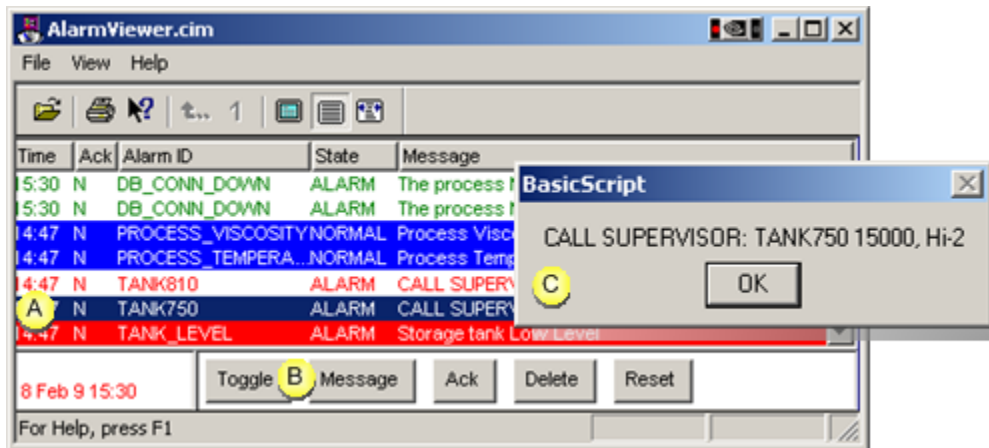 AlarmViewer.cim
File View Help
1
Time Ack Alarm ID State Message
15:30 N DB_CONN_DOWN ALARM The process
15:30 N DB_CONN_DOWN ALARM The process
14:47 N PROCESS_VISCOSITY NORMAL Process Visco
14:47 N PROCESS_TEMPERA... NORMAL Process Temp
14:47 N TANK810 ALARM CALL SUPERV
A N TANK750 ALARM CALL SUPERV
14:47 N TANK_LEVEL ALARM Storage tank Low Level
BasicScript
CALL SUPERVISOR: TANK750 15000, Hi-2
C OK
8 Feb 9 15:30 Toggle B Message Ack Delete Reset
For Help, press F1